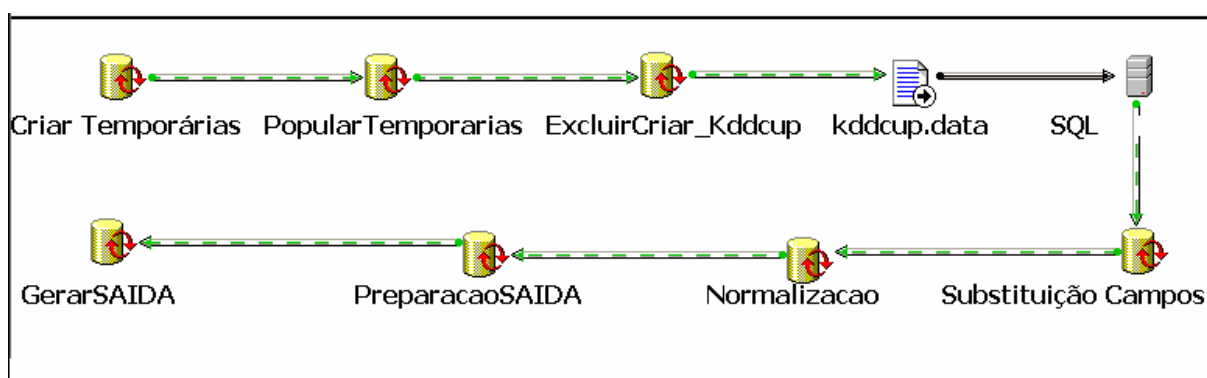 Criar Temporárias
PopularTemporarias
ExcluirCriar_Kddcup
kddcup.data
SQL
GerarSAIDA
PreparacaoSAIDA
Normalizacao
Substituição Campos